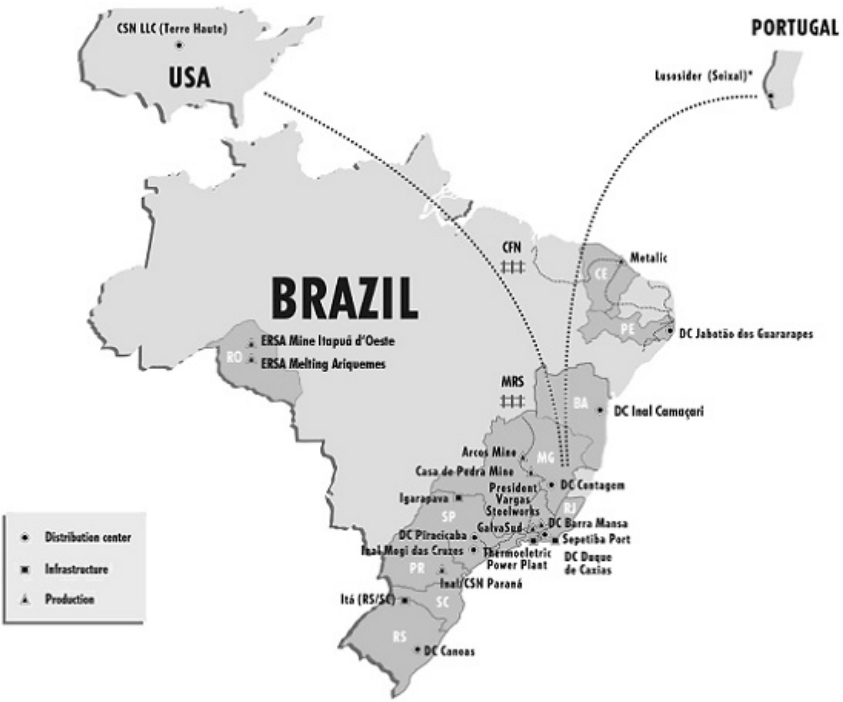 CSN LLC (Terre Haute)
USA
PORTUGAL
Lusosider (Seixal)*
CFN
CE
Metalic
BRAZIL
PE
DC Jabotão dos Guararapes
ERSA Mine Itapuã d'Oeste
RO
ERSA Melting Ariquemes
MRS
BA
DC Inal Camaçari
Arcos Mine
MG
Casa de Pedra Mine
President
Vargas
Steelworks
DC Contagem
Igarapava
SP
RJ
GalvaSud
DC Barra Mansa
DC Piracicaba
Sepetiba Port
Inal Mogi das Cruzes
Thermoeletric
Power Plant
DC Duque
de Caxias
PR
Inal/CSN Paraná
Itá (RS/SC)
SC
RS
DC Canoas
Distribution center
Infrastructure
Production